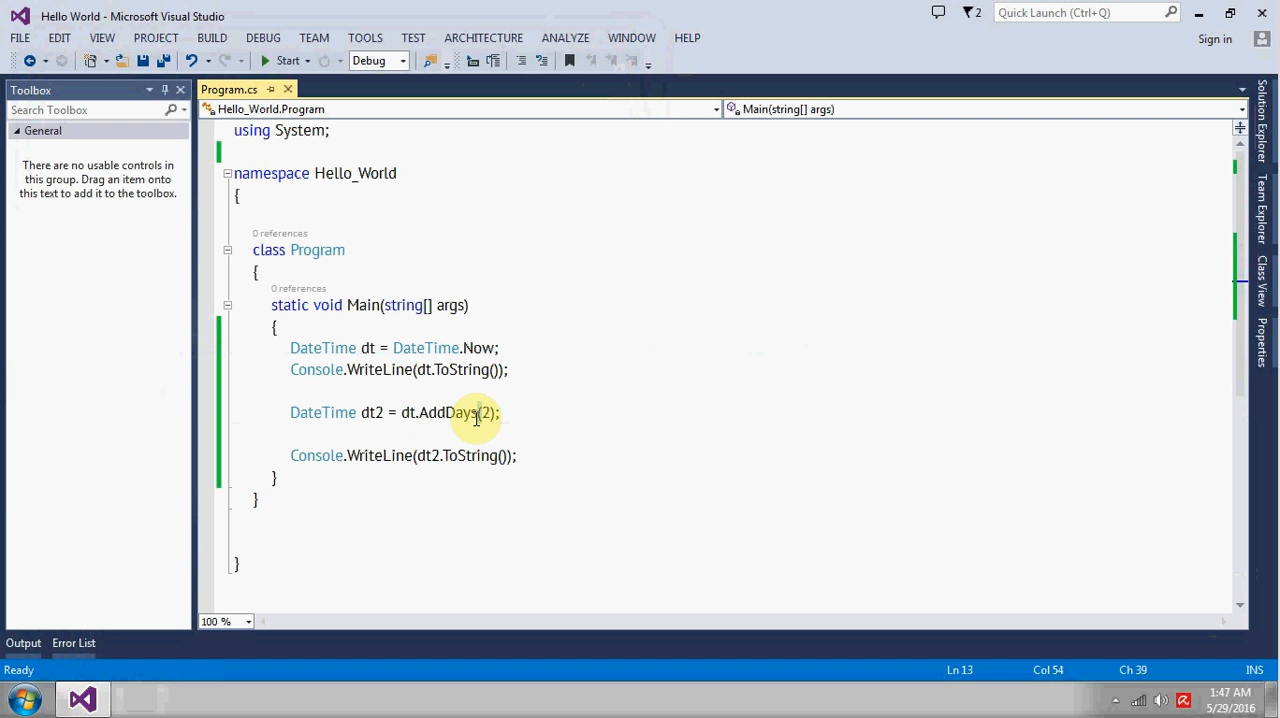 Hello World - Microsoft Visual Studio
2
Quick Launch (Ctrl+Q)
FILE EDIT VIEW PROJECT BUILD DEBUG TEAM TOOLS TEST ARCHITECTURE ANALYZE WINDOW HELP
Sign in
Start
Debug
Toolbox
Search Toolbox
General
There are no usable controls in
this group. Drag an item onto
this text to add it to the toolbox.
Program.cs
Hello_World.Program
Main(string[] args)
using System;
namespace Hello_World
{
0 references
class Program
{
0 references
static void Main(string[] args)
{
DateTime dt = DateTime.Now;
Console.WriteLine(dt.ToString());
DateTime dt2 = dt.AddDays(2);
Console.WriteLine(dt2.ToString());
}
}
}
100 %
Solution Explorer
Team Explorer
Class View
Properties
Output
Error List
Ready
Ln 13
Col 54
Ch 39
INS
1:47 AM
5/29/2016